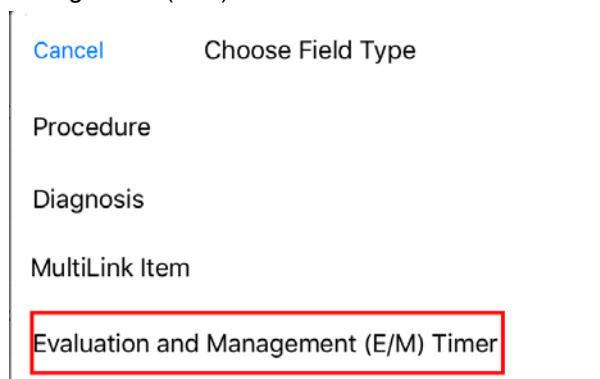 Cancel Choose Field Type
Procedure
Diagnosis
MultiLink Item
Evaluation and Management (E/M) Timer